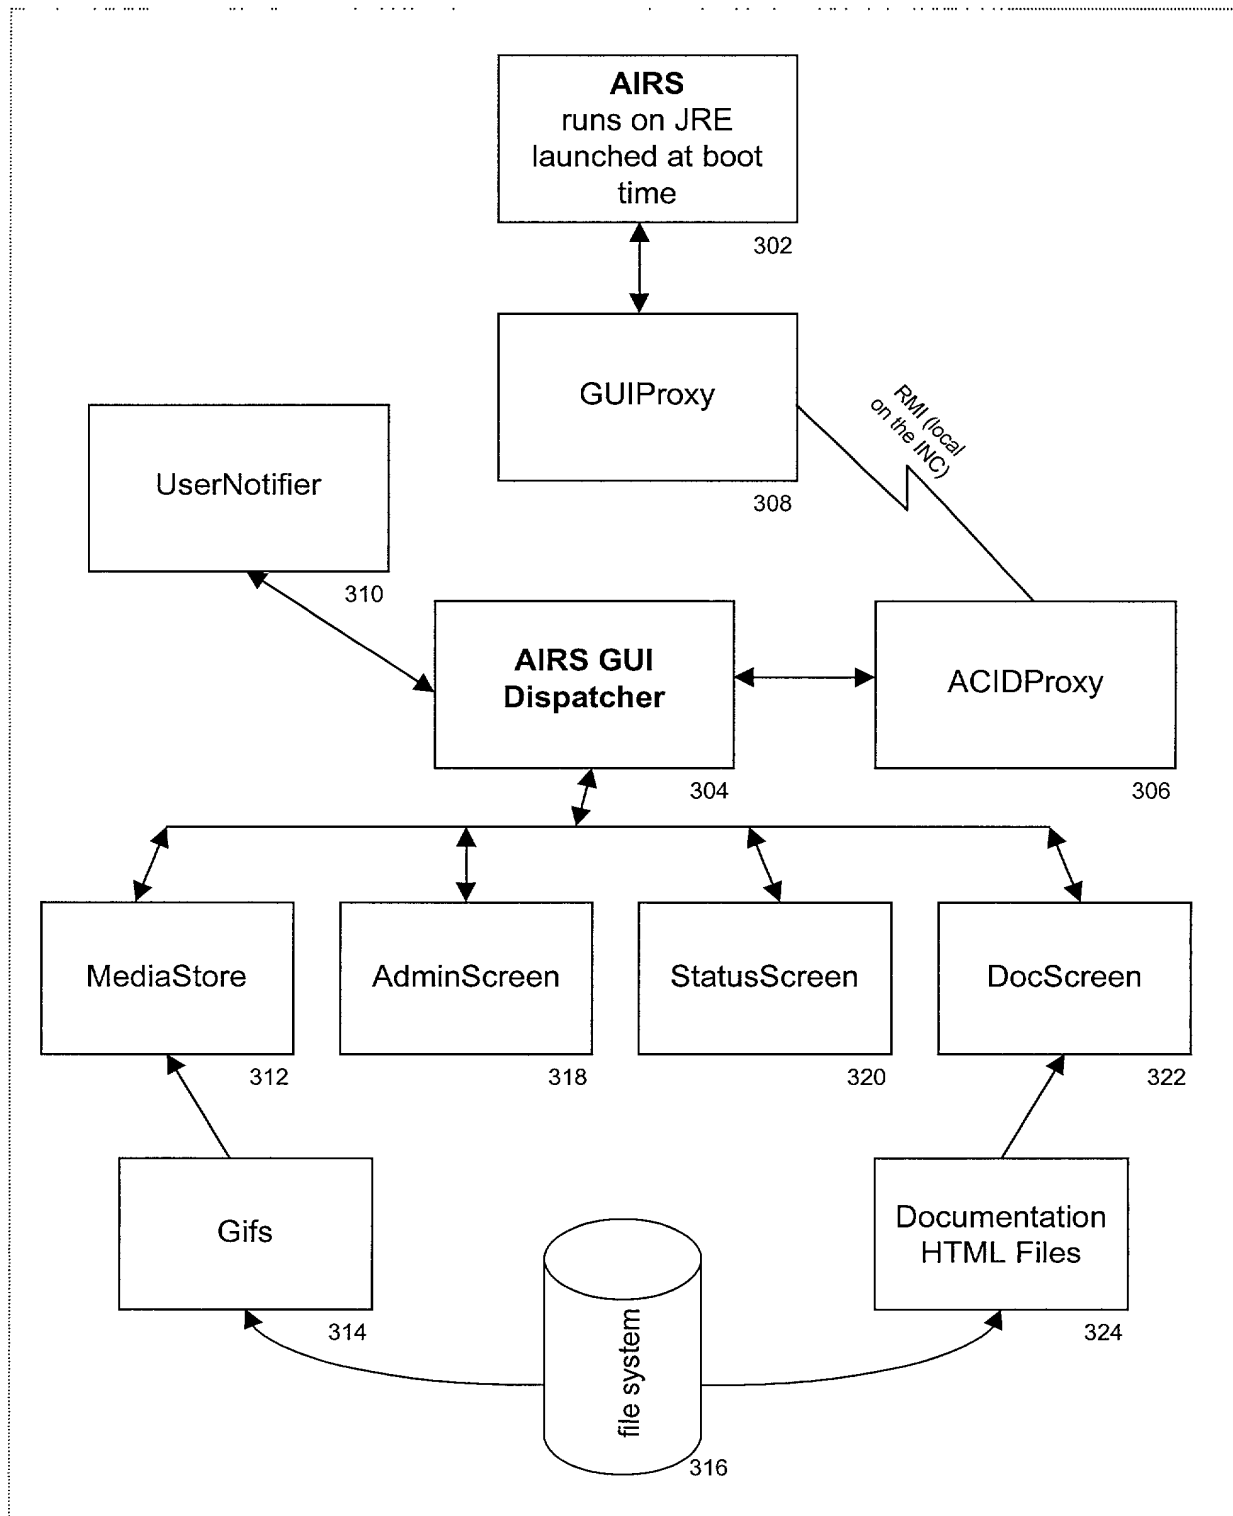 AIRS
runs on JRE
launched at boot
time
302
GUIProxy
308
RMI (local
on the INC)
UserNotifier
310
AIRS GUI
Dispatcher
304
ACIDProxy
306
MediaStore
312
AdminScreen
318
StatusScreen
320
DocScreen
322
Gifs
314
file system
316
Documentation
HTML Files
324